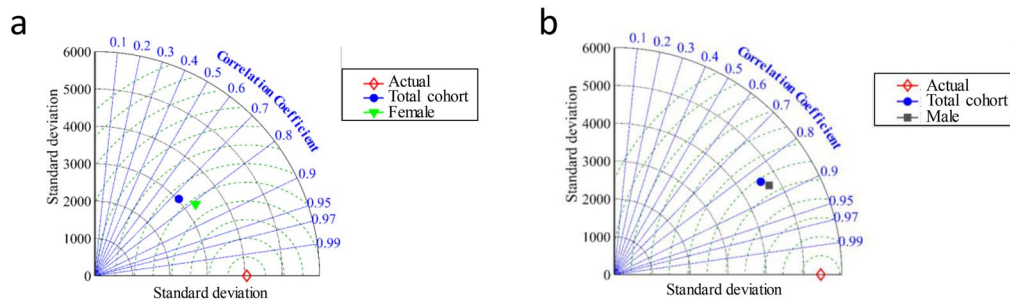 a
6000
5000
4000
3000
2000
1000
0
Standard deviation
Standard deviation
0.1
0.2
0.3
0.4
0.5
0.6
0.7
0.8
0.9
0.95
0.97
0.99
Correlation Coefficient
Actual
Total cohort
Female
b
6000
5000
4000
3000
2000
1000
0
Standard deviation
Standard deviation
0.1
0.2
0.3
0.4
0.5
0.6
0.7
0.8
0.9
0.95
0.97
0.99
Correlation Coefficient
Actual
Total cohort
Male